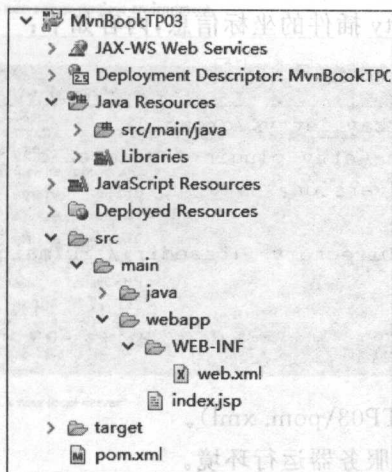 MvnBookTP03
JAX-WS Web Services
Deployment Descriptor: MvnBookTPC
Java Resources
src/main/java
Libraries
JavaScript Resources
Deployed Resources
src
main
java
webapp
WEB-INF
web.xml
index.jsp
target
pom.xml